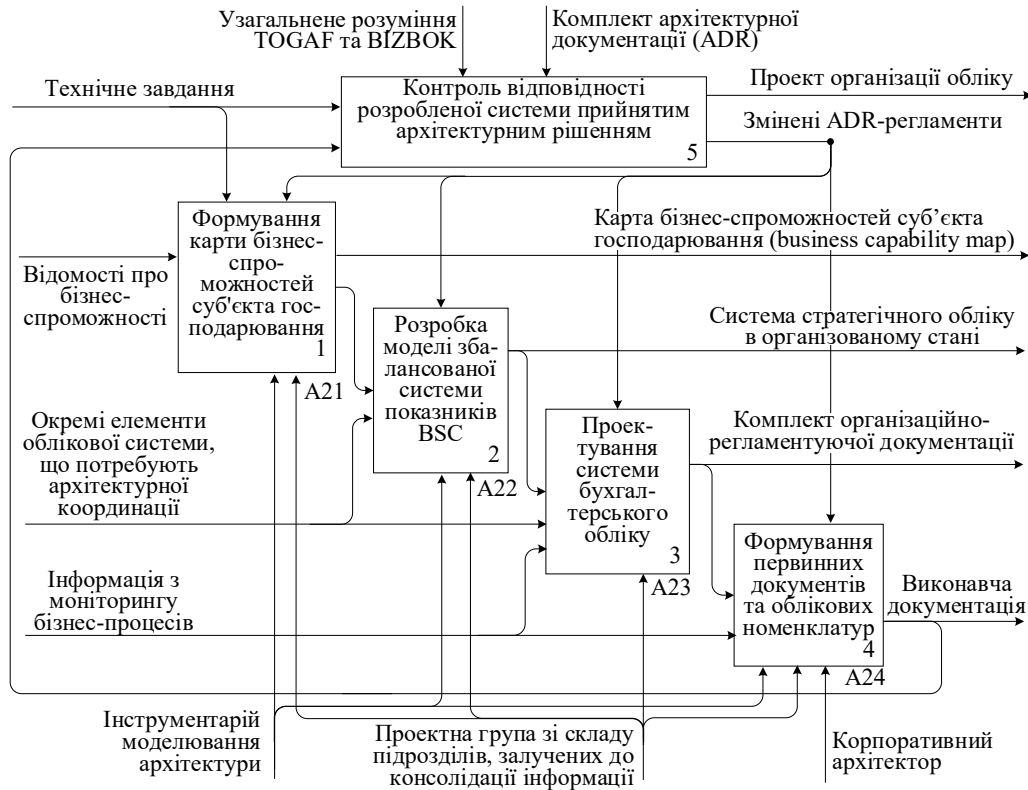 Узагальнене розуміння
TOGAF та BIZBOK
Комплект архітектурної
документації (ADR)
Технічне завдання
Контроль відповідності
розробленої системи прийнятим
архітектурним рішенням
5
Проект організації обліку
Змінені ADR-регламенти
Формування
карти бізнес-
спро-
можностей
суб'єкта гос-
подарювання
1
A21
Відомості про
бізнес-
спроможності
Карта бізнес-спроможностей суб’єкта
господарювання (business capability map)
Розробка
моделі зба-
лансованої
системи
показників
BSC
2
A22
Система стратегічного обліку
в організованому стані
Окремі елементи
облікової системи,
що потребують
архітектурної
координації
Проек-
тування
системи
бухгал-
терського
обліку
3
A23
Комплект організаційно-
регламентуючої документації
Інформація з
моніторингу
бізнес-процесів
Формування
первинних
документів
та облікових
номенклатур
4
A24
Виконавча
документація
Інструментарій
моделювання
архітектури
Проектна група зі складу
підрозділів, залучених до
консолідації інформації
Корпоративний
архітектор